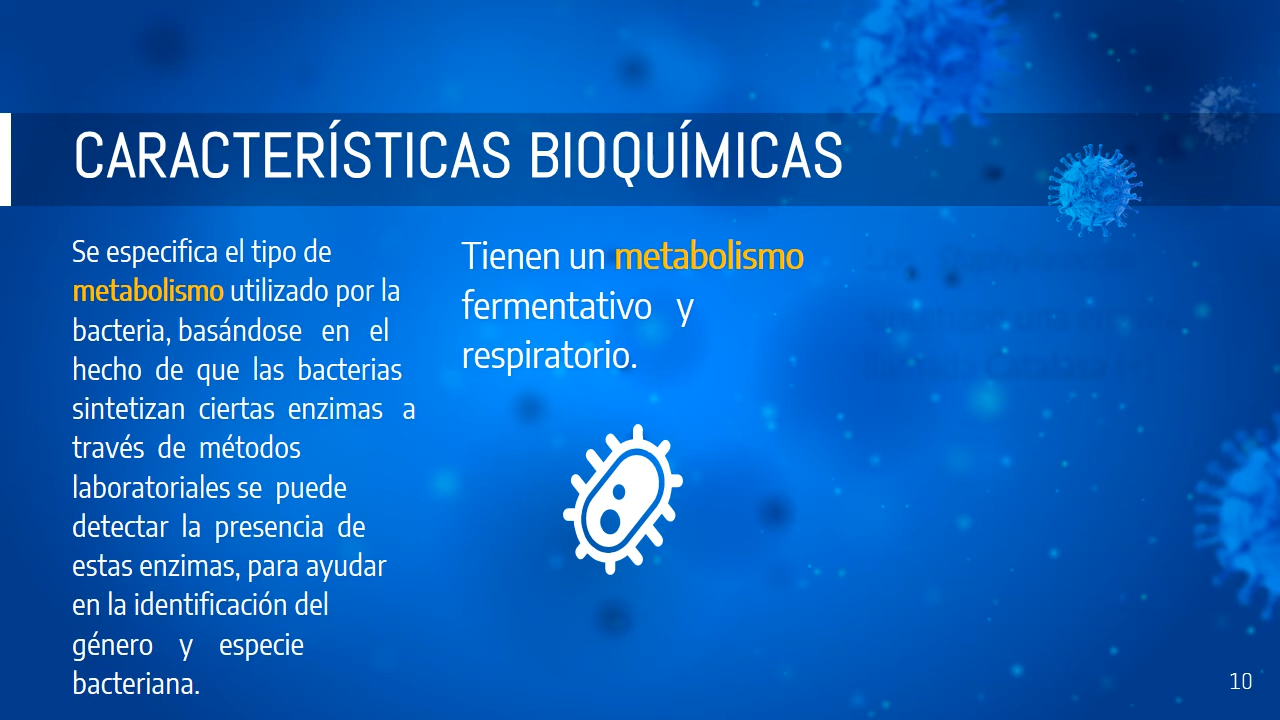 CARACTERÍSTICAS BIOQUÍMICAS
Se especifica el tipo de
metabolismo utilizado por la
bacteria, basándose en el
hecho de que las bacterias
sintetizan ciertas enzimas a
través de métodos
laboratoriales se puede
detectar la presencia de
estas enzimas, para ayudar
en la identificación del
género y especie
bacteriana.
Tienen un metabolismo
fermentativo y
respiratorio.
10